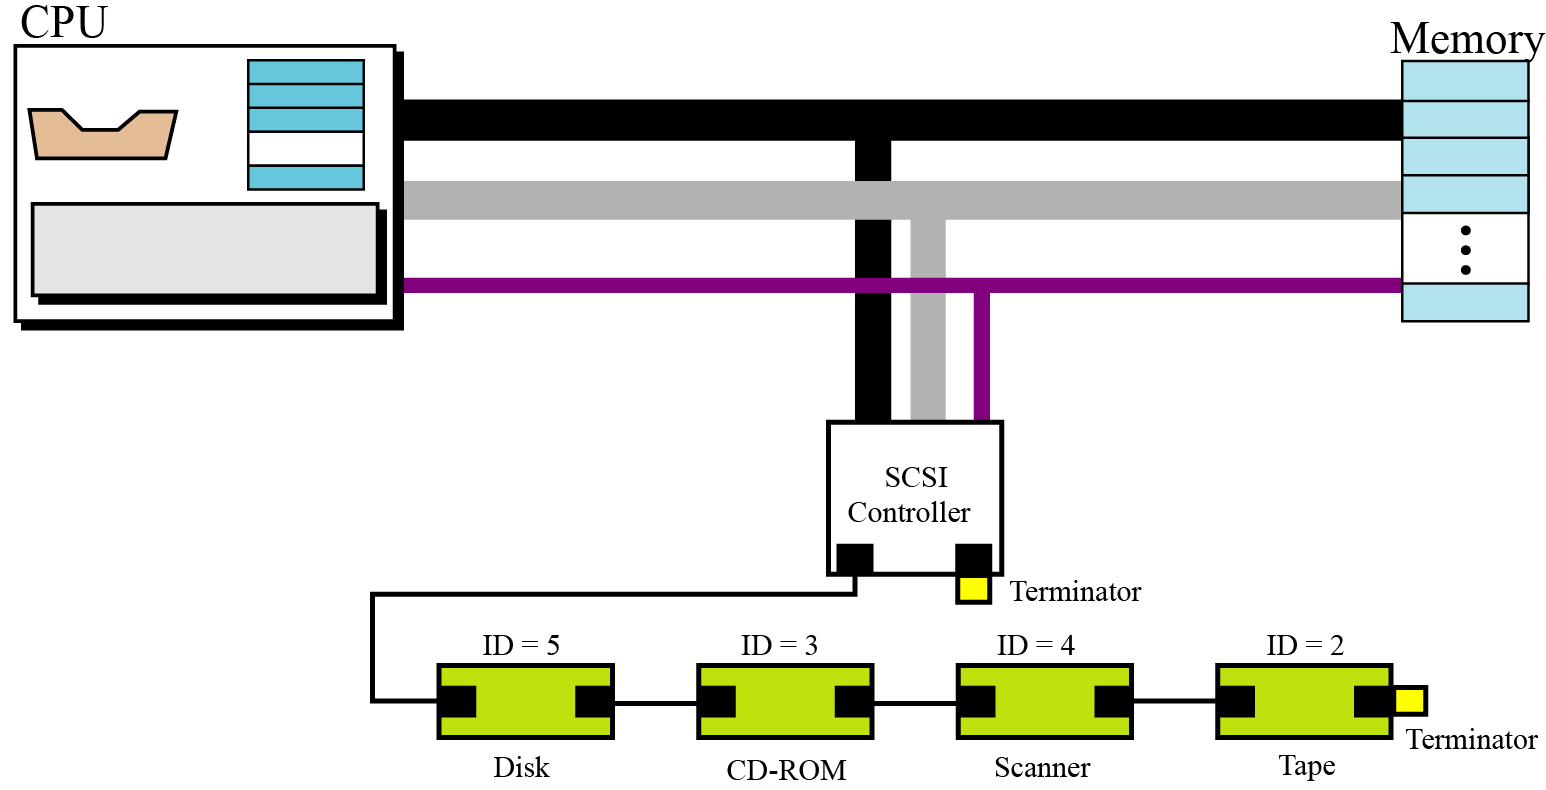 CPU
Memory
SCSI
Controller
Terminator
ID = 5
ID = 3
ID = 4
ID = 2
Terminator
Disk
CD-ROM
Scanner
Tape